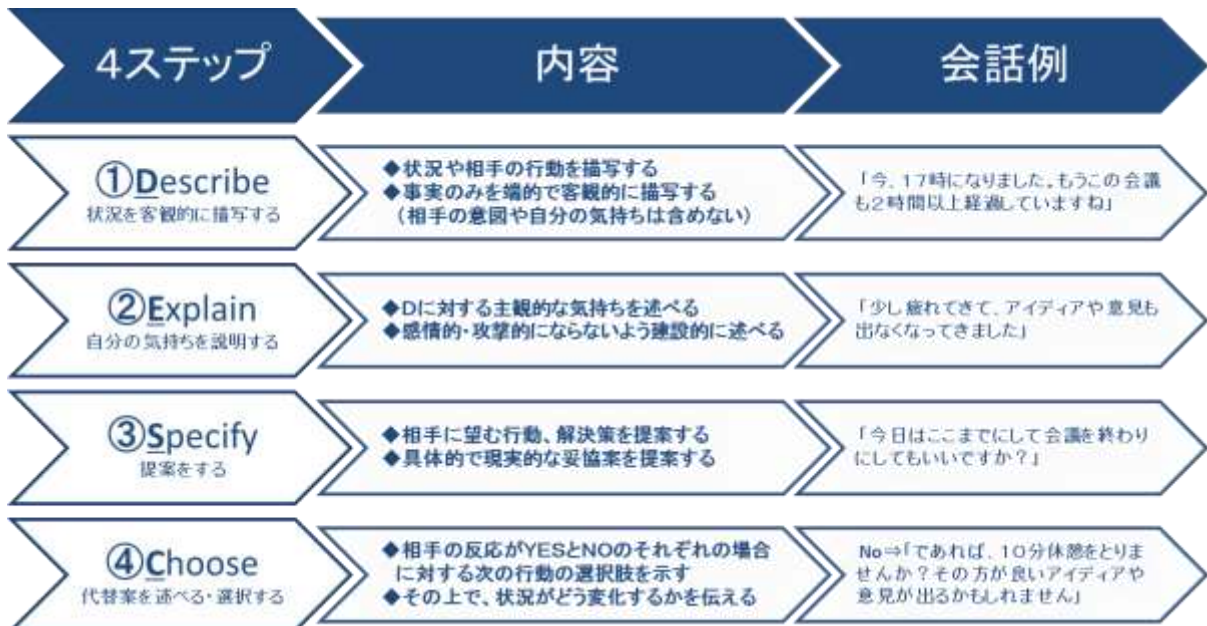 4ステップ
内容
会話例
①Describe
状況を客観的に描写する
◆状況や相手の行動を描写する
◆事実のみを端的で客観的に描写する
(相手の意図や自分の気持ちは含めない)
「今、17時になりました。もうこの会議
も2時間以上経過していますね」
②Explain
自分の気持ちを説明する
◆Dに対する主観的な気持ちを述べる
◆感情的・攻撃的にならないよう建設的に述べる
「少し疲れてきて、アイディアや意見も
出なくなってきました」
③Specify
提案をする
◆相手に望む行動、解決策を提案する
◆具体的で現実的な妥協案を提案する
「今日はここまでにして会議を終わり
にしてもいいですか?」
④Choose
代替案を述べる・選択する
◆相手の反応がYESとNOのそれぞれの場合
に対する次の行動の選択肢を示す
◆その上で、状況がどう変化するかを伝える
No⇒「であれば、10分休憩をとりま
せんか?その方が良いアイディアや
意見が出るかもしれません」